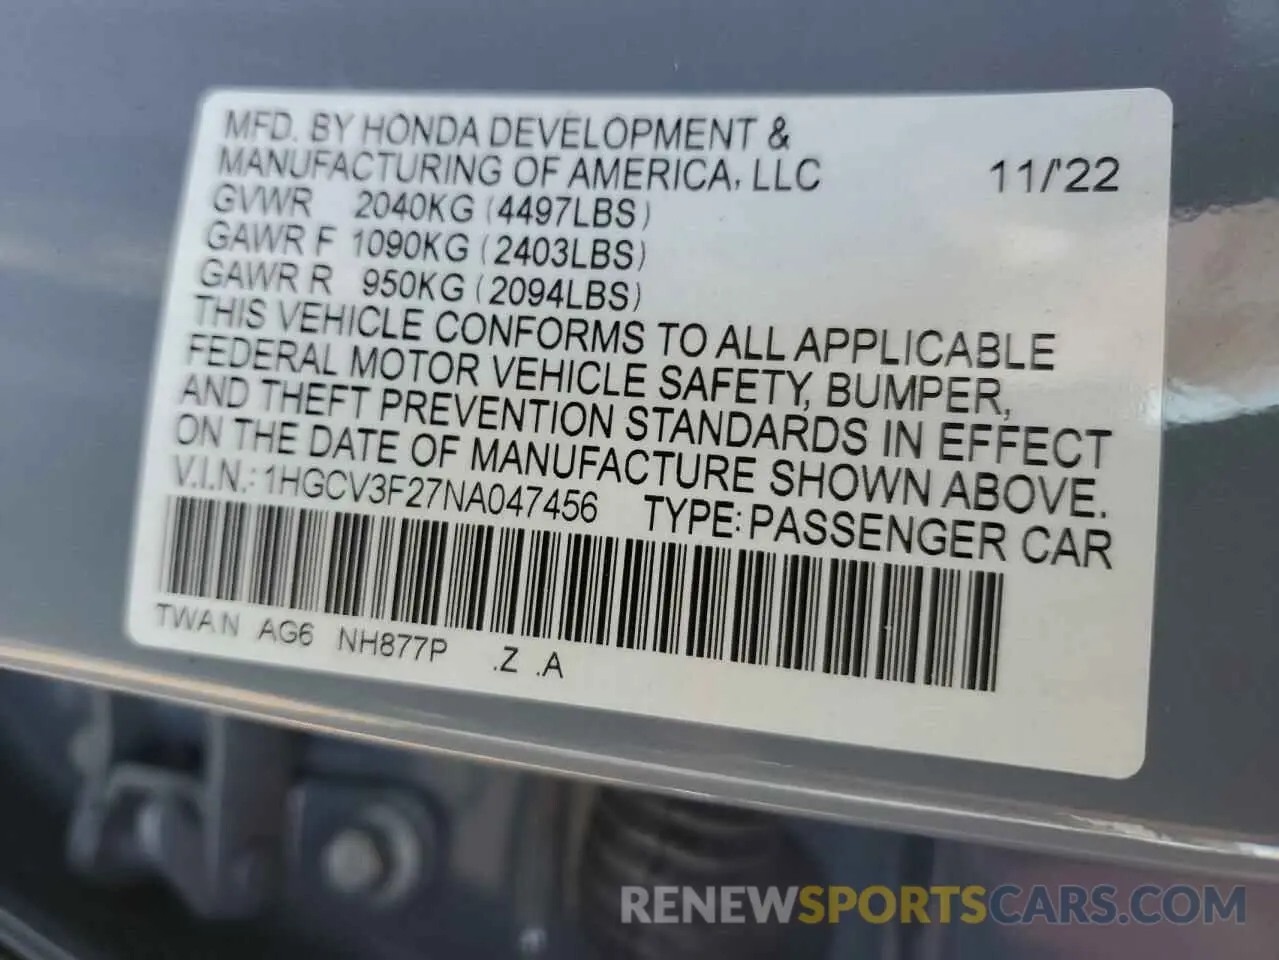 MFD. BY HONDA DEVELOPMENT &
MANUFACTURING OF AMERICA, LLC 11/'22
GVWR 2040KG (4497LBS)
GAWR F 1090KG (2403LBS)
GAWR R 950KG (2094LBS)
THIS VEHICLE CONFORMS TO ALL APPLICABLE
FEDERAL MOTOR VEHICLE SAFETY, BUMPER,
AND THEFT PREVENTION STANDARDS IN EFFECT
ON THE DATE OF MANUFACTURE SHOWN ABOVE.
V.I.N.: 1HGCV3F27NA047456 TYPE: PASSENGER CAR
TWAN AG6 NH877P .Z .A
RENEWSPORTSCARS.COM